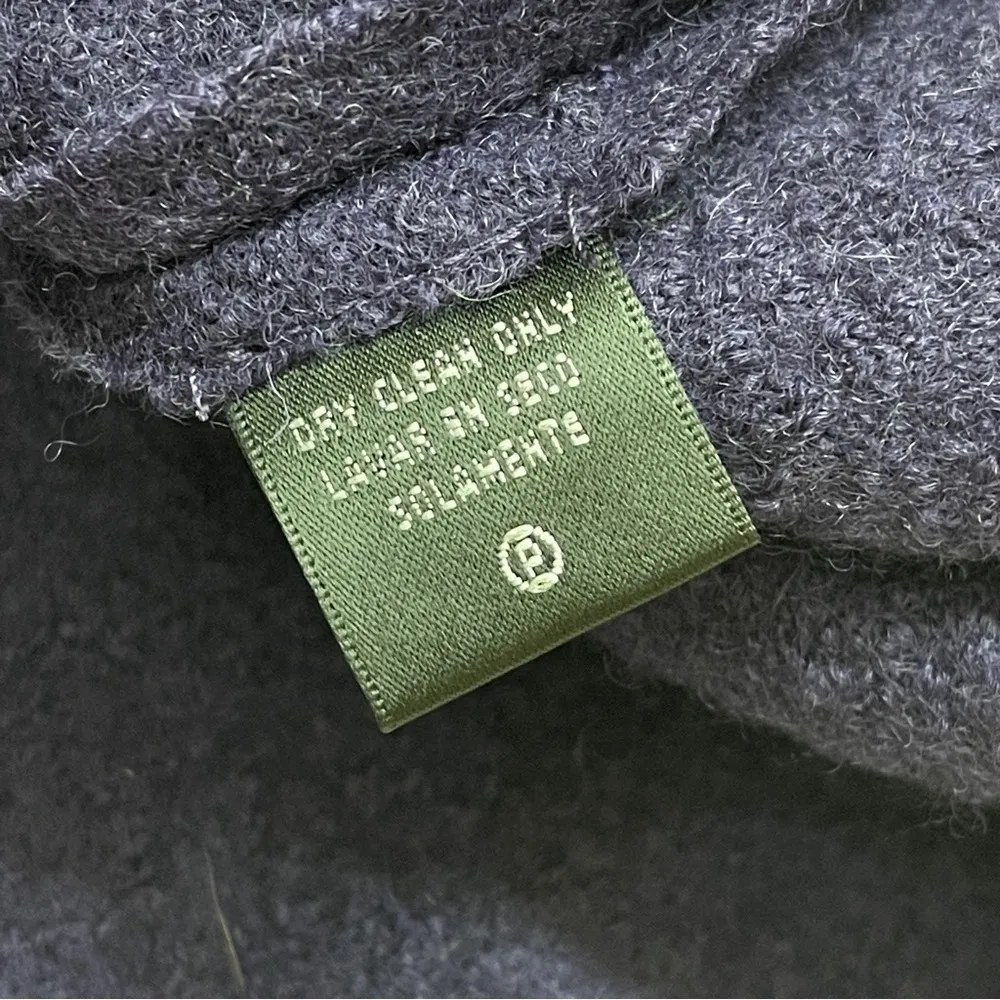 DRY CLEAN ONLY
LAVAR EN SECO
SOLAMENTE
P